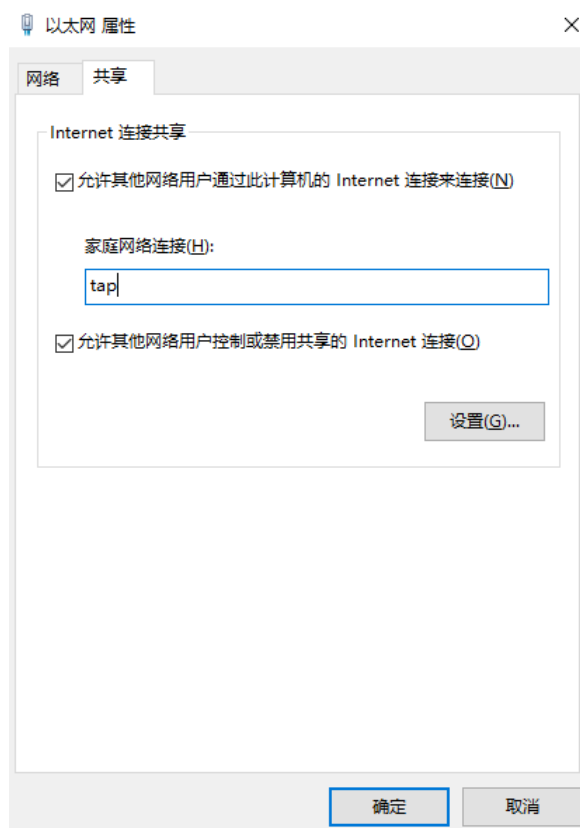 以太网 属性
网络
共享
Internet 连接共享
允许其他网络用户通过此计算机的 Internet 连接来连接(N)
家庭网络连接(H):
tap
允许其他网络用户控制或禁用共享的 Internet 连接(O)
设置(G)...
确定
取消